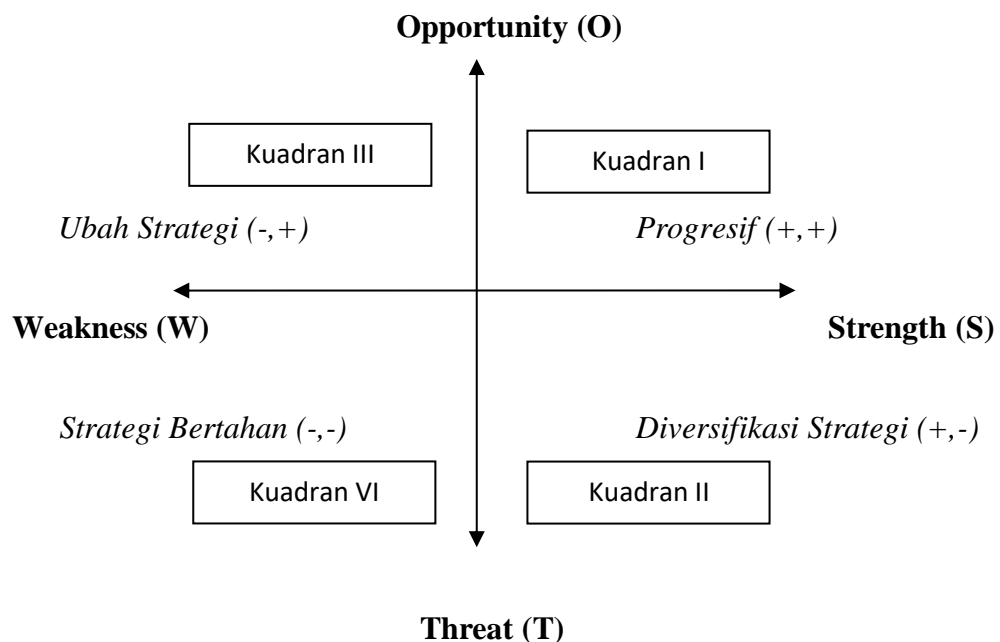 Opportunity (O)
Kuadran III
Kuadran I
Ubah Strategi (-,+)
Progresif (+,+)
Weakness (W)
Strength (S)
Strategi Bertahan (-,-)
Diversifikasi Strategi (+,-)
Kuadran VI
Kuadran II
Threat (T)